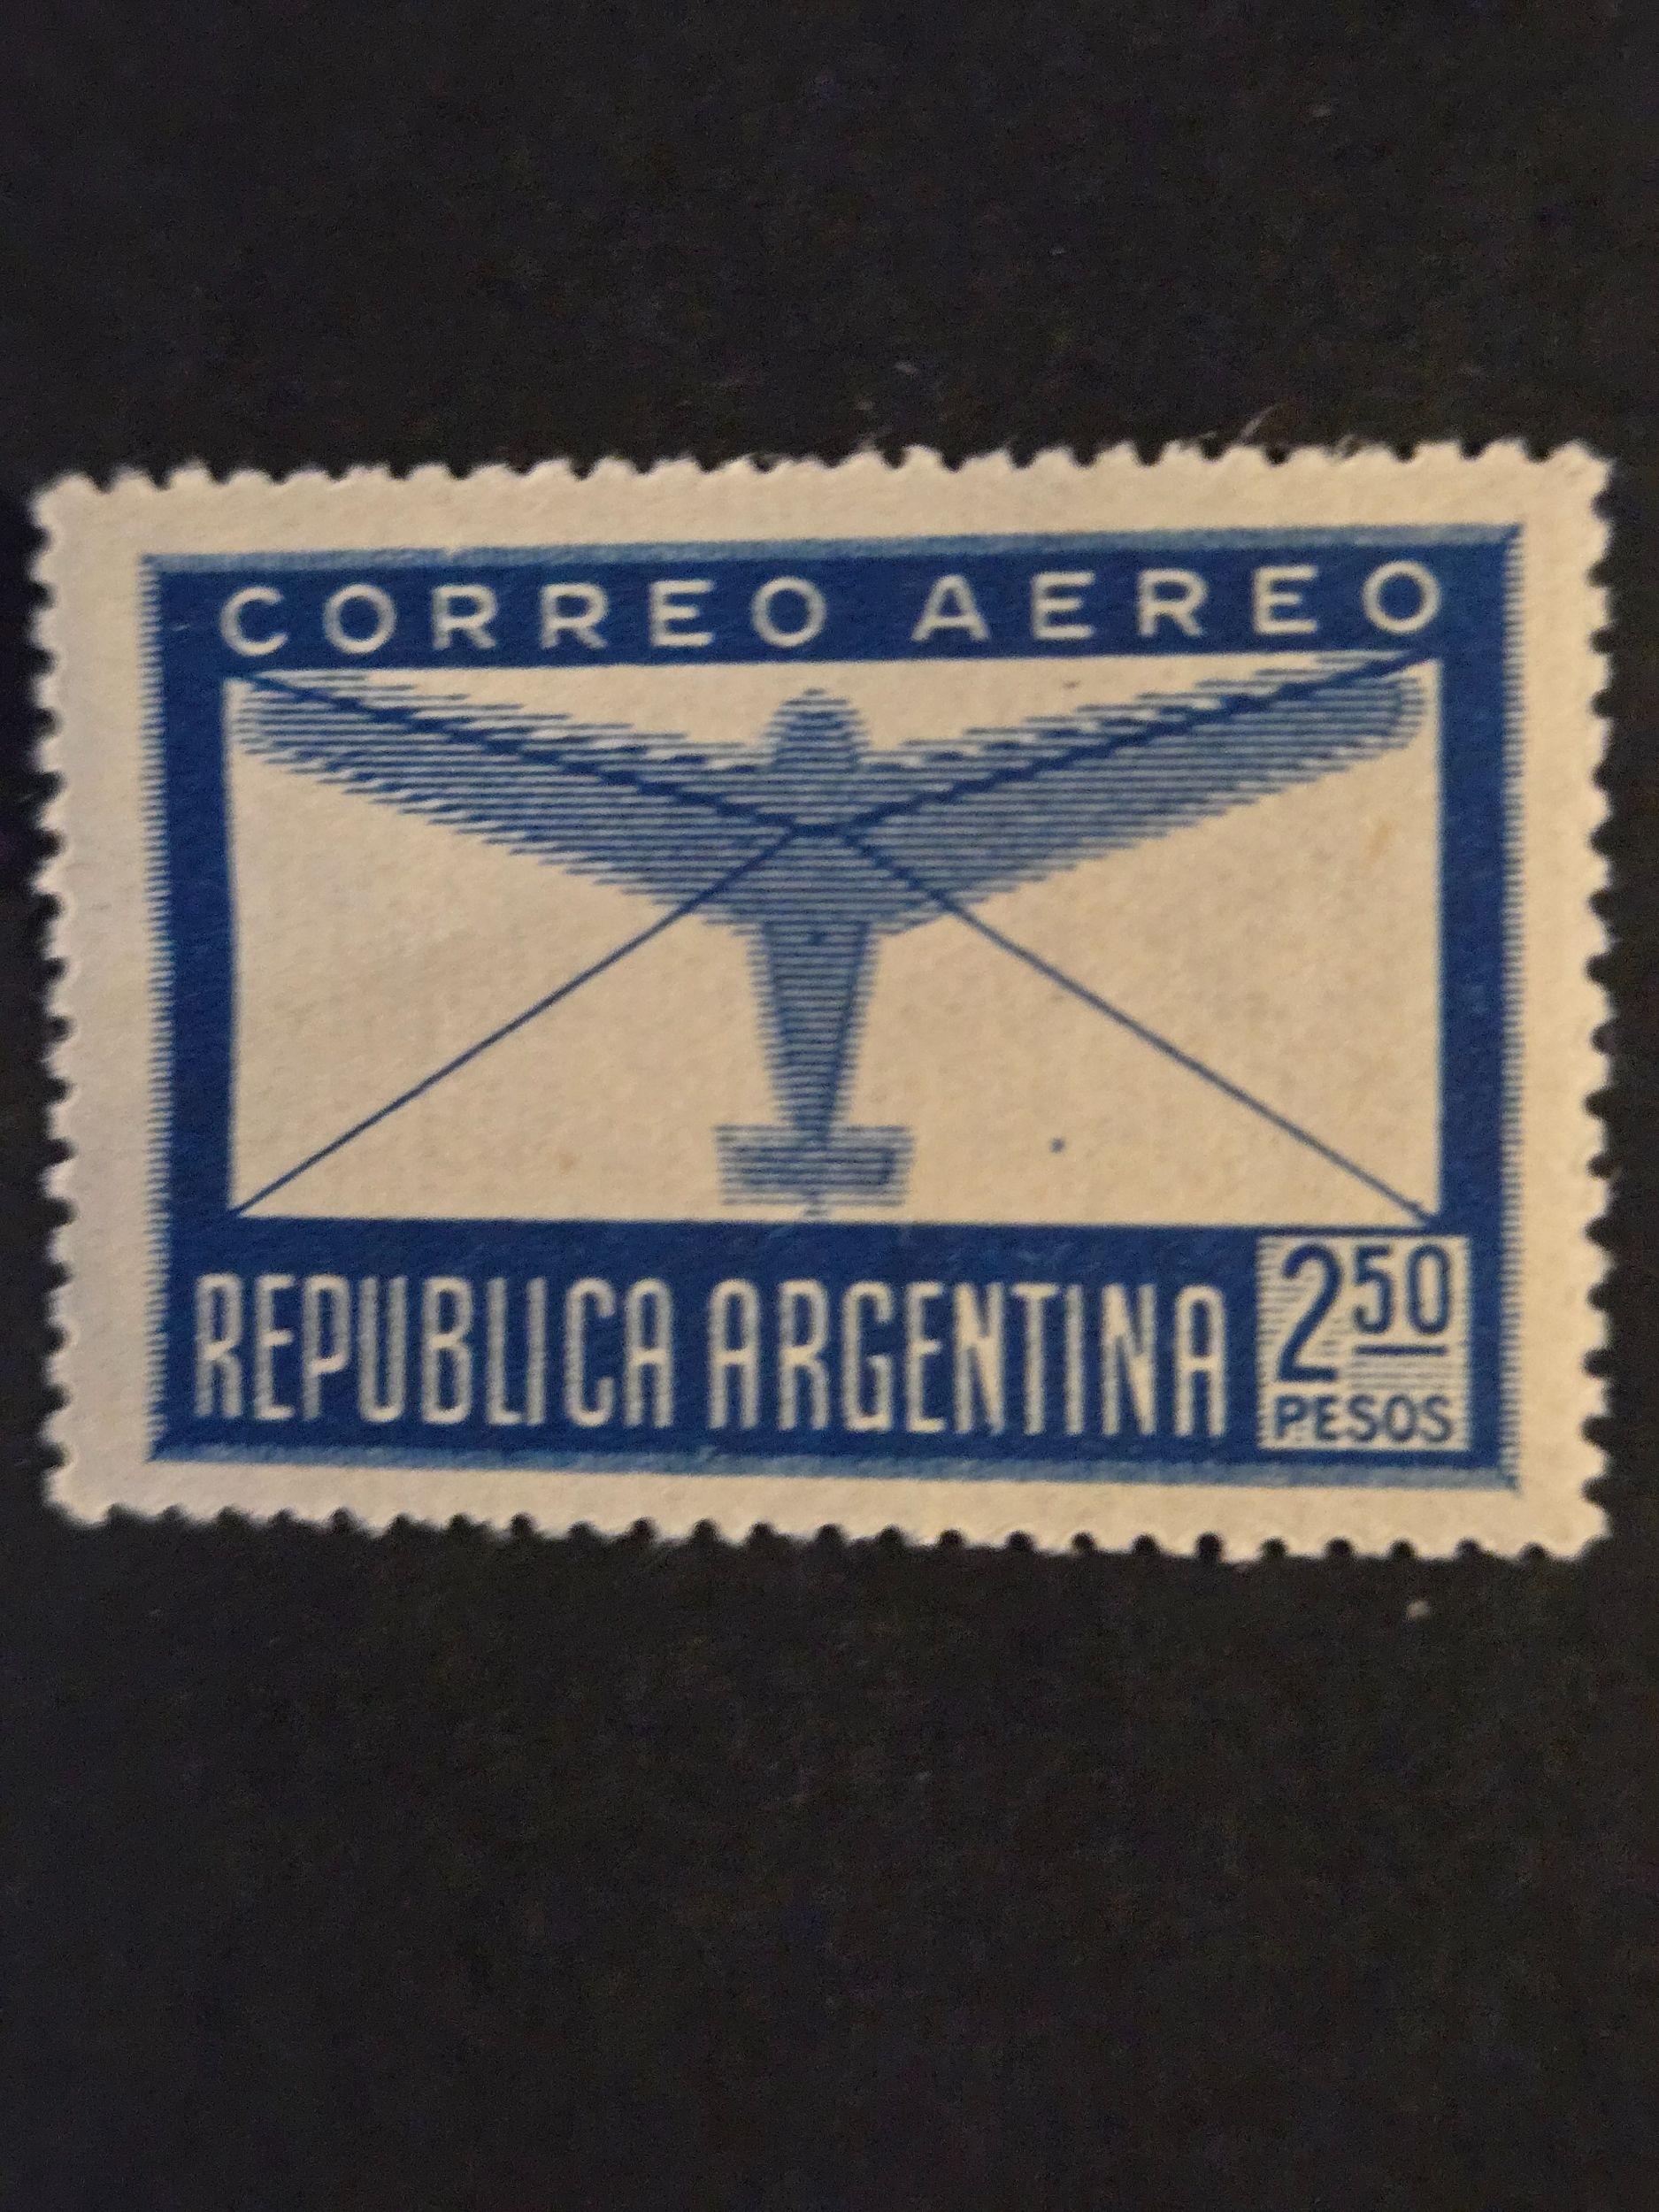 CORREO AEREO
REPUBLICA ARGENTINA
2 50
PESOS